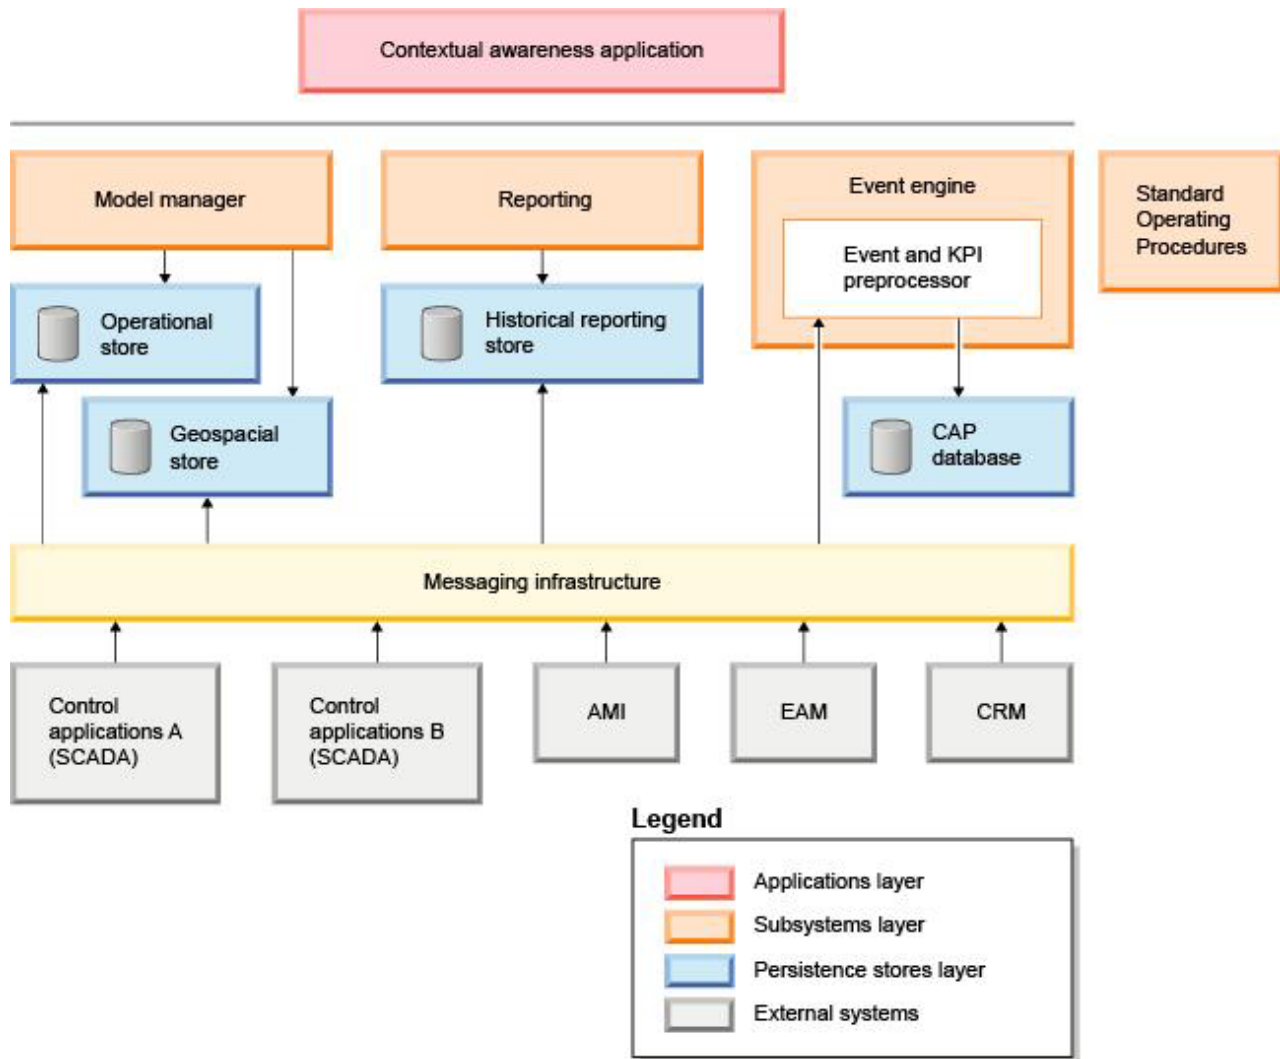 Contextual awareness application
Model manager
Reporting
Event engine
Event and KPI
preprocessor
Standard
Operating
Procedures
Operational
store
Historical reporting
store
Geospacial
store
CAP
database
Messaging infrastructure
Control
applications A
(SCADA)
Control
applications B
(SCADA)
AMI
EAM
CRM
Legend
Applications layer
Subsystems layer
Persistence stores layer
External systems